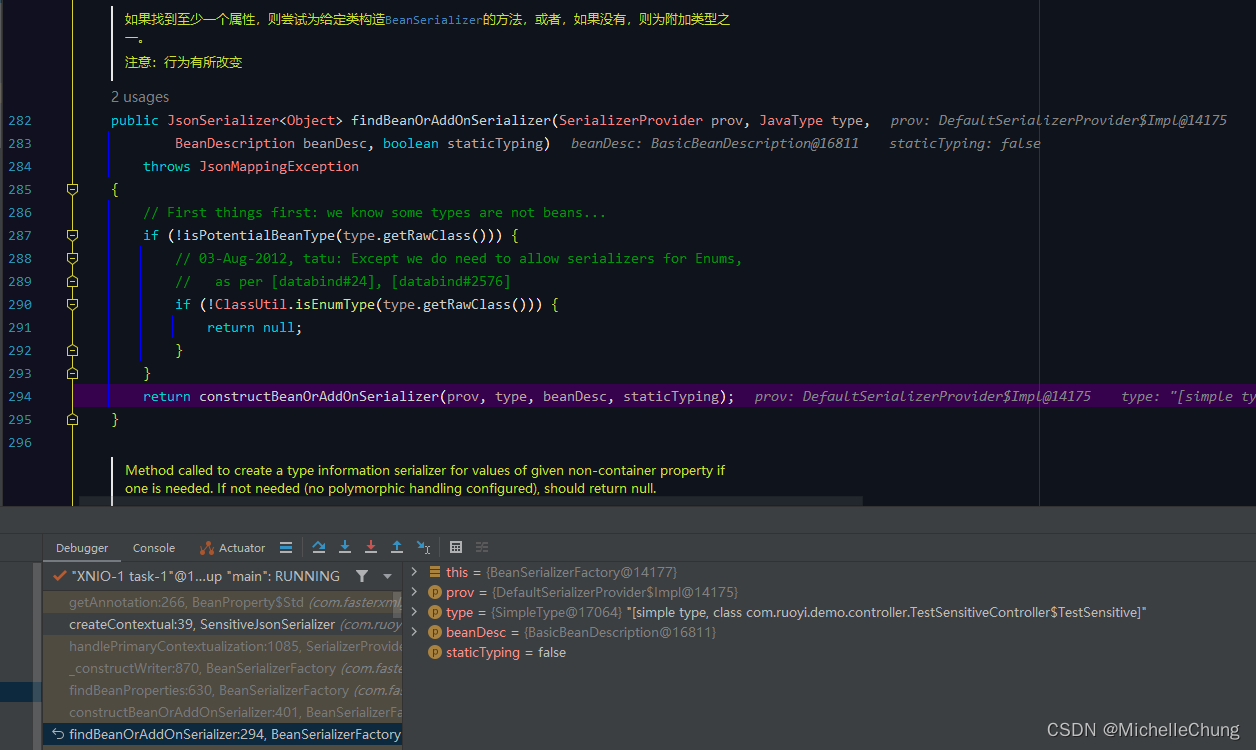 如果找到至少一个属性，则尝试为给定类构造BeanSerializer的方法，或者，如果没有，则为附加类型之
一。
注意：行为有所改变
2 usages
282 public JsonSerializer<Object> findBeanOrAddOnSerializer(SerializerProvider prov, JavaType type, prov: DefaultSerializerProvider$Impl@14175
283 BeanDescription beanDesc, boolean staticTyping) beanDesc: BasicBeanDescription@16811 staticTyping: false
284 throws JsonMappingException
285 {
286 // First things first: we know some types are not beans...
287 if (!isPotentialBeanType(type.getRawClass())) {
288 // 03-Aug-2012, tatu: Except we do need to allow serializers for Enums,
289 // as per [databind#24], [databind#2576]
290 if (!ClassUtil.isEnumType(type.getRawClass())) {
291 return null;
292 }
293 }
294 return constructBeanOrAddOnSerializer(prov, type, beanDesc, staticTyping); prov: DefaultSerializerProvider$Impl@14175 type: "[simple ty
295 }
296
Method called to create a type information serializer for values of given non-container property if
one is needed. If not needed (no polymorphic handling configured), should return null.
Debugger Console Actuator
"XNIO-1 task-1"@1...up "main": RUNNING
getAnnotation:266, BeanProperty$Std (com.fasterxml
createContextual:39, SensitiveJsonSerializer (com.ruoy
handlePrimaryContextualization:1085, SerializerProvide
_constructWriter:870, BeanSerializerFactory (com.faste
findBeanProperties:630, BeanSerializerFactory (com.fa
constructBeanOrAddOnSerializer:401, BeanSerializerFa
findBeanOrAddOnSerializer:294, BeanSerializerFactory
this = {BeanSerializerFactory@14177}
prov = {DefaultSerializerProvider$Impl@14175}
type = {SimpleType@17064} "[simple type, class com.ruoyi.demo.controller.TestSensitiveController$TestSensitive]"
beanDesc = {BasicBeanDescription@16811}
staticTyping = false
CSDN @MichelleChung